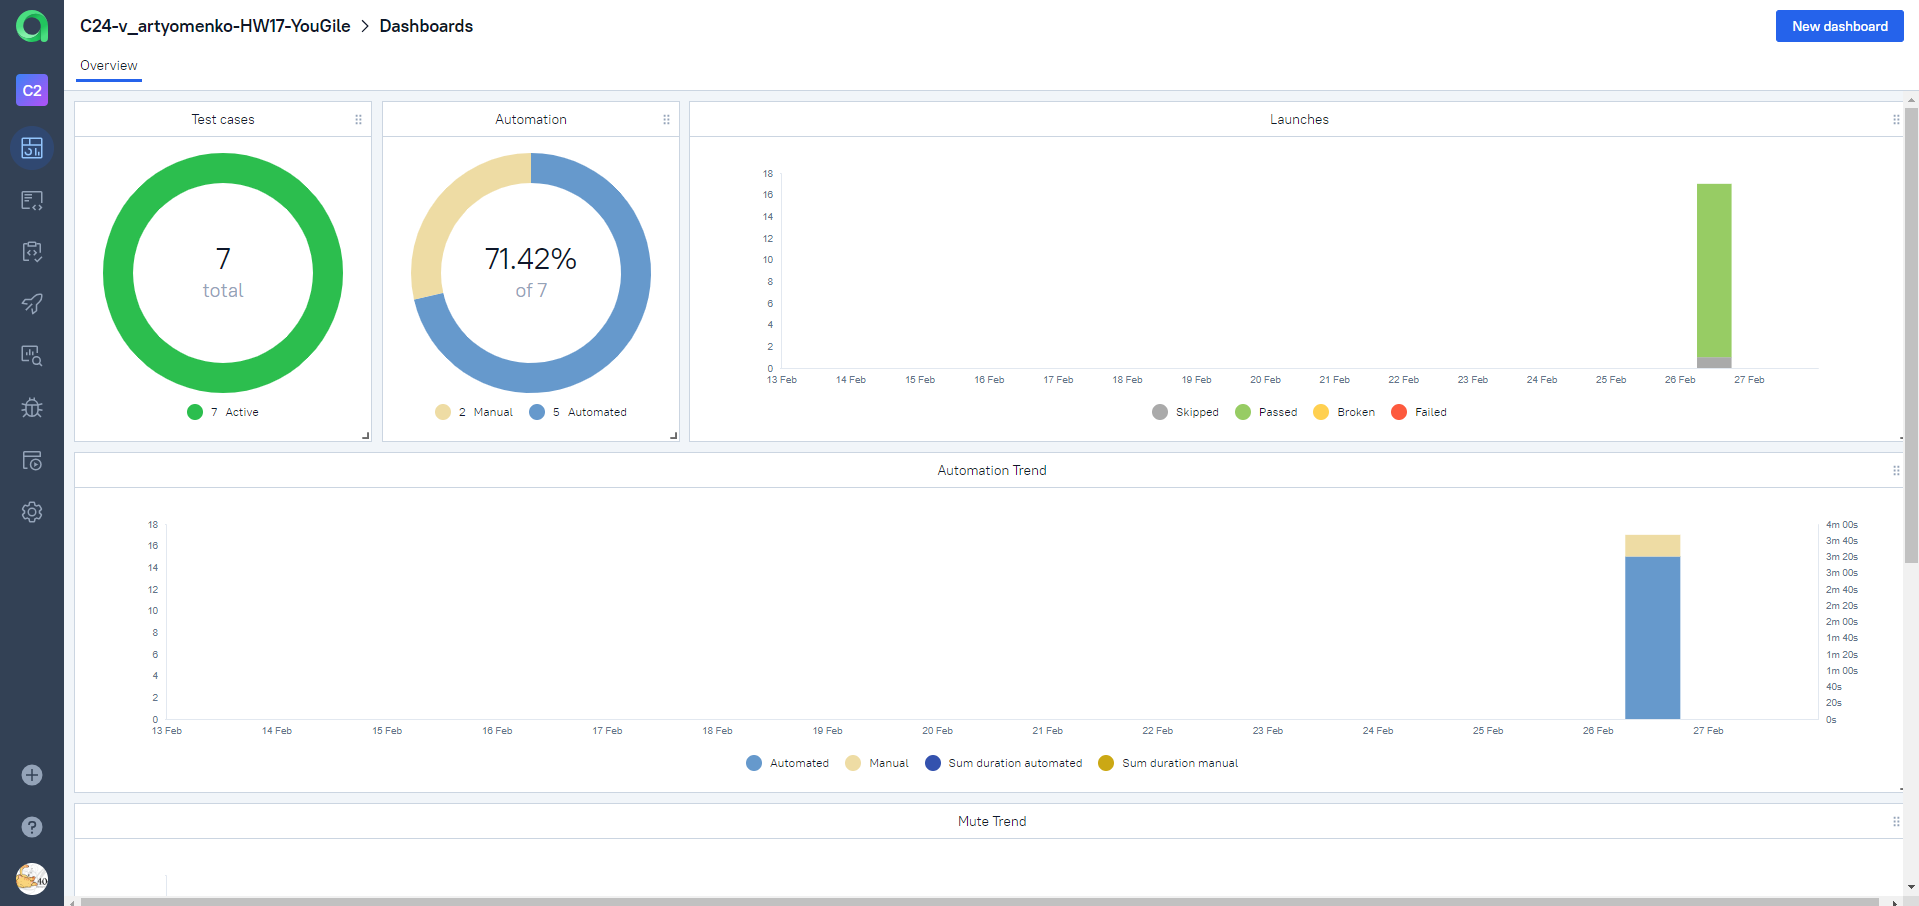 C24-v_artyomenko-HW17-YouGile > Dashboards
New dashboard
Overview
C2
Test cases
7
total
7 Active
Automation
71.42%
of 7
2 Manual 5 Automated
Launches
18
16
14
12
10
8
6
4
2
0
13 Feb 14 Feb 15 Feb 16 Feb 17 Feb 18 Feb 19 Feb 20 Feb 21 Feb 22 Feb 23 Feb 24 Feb 25 Feb 26 Feb 27 Feb
Skipped Passed Broken Failed
Automation Trend
18
16
14
12
10
8
6
4
2
0
4m 00s
3m 40s
3m 20s
3m 00s
2m 40s
2m 20s
2m 00s
1m 40s
1m 20s
1m 00s
40s
20s
0s
13 Feb 14 Feb 15 Feb 16 Feb 17 Feb 18 Feb 19 Feb 20 Feb 21 Feb 22 Feb 23 Feb 24 Feb 25 Feb 26 Feb 27 Feb
Automated Manual Sum duration automated Sum duration manual
Mute Trend